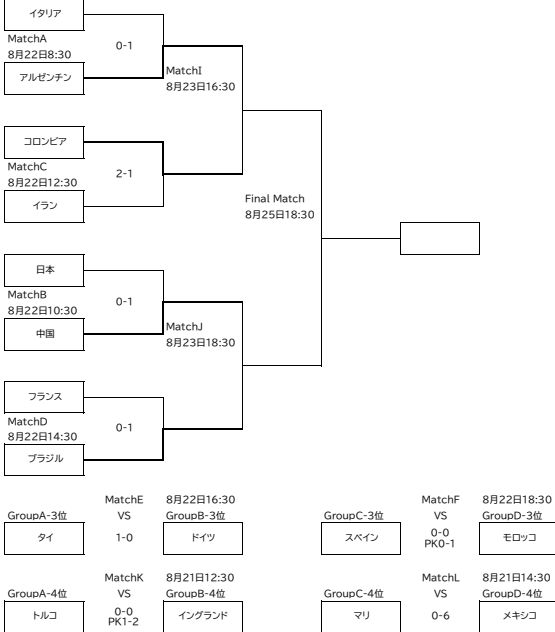 イタリア
MatchA
8月22日8:30
0-1
アルゼンチン
MatchI
8月23日16:30
コロンビア
MatchC
8月22日12:30
2-1
イラン
Final Match
8月25日18:30
日本
MatchB
8月22日10:30
0-1
中国
MatchJ
8月23日18:30
フランス
MatchD
8月22日14:30
0-1
ブラジル
MatchE 8月22日16:30
GroupA-3位 VS GroupB-3位
タイ 1-0 ドイツ
MatchF 8月22日18:30
GroupC-3位 VS GroupD-3位
スペイン 0-0 モロッコ
PK0-1
MatchK 8月21日12:30
GroupA-4位 VS GroupB-4位
トルコ 0-0 イングランド
PK1-2
MatchL 8月21日14:30
GroupC-4位 VS GroupD-4位
マリ 0-6 メキシコ